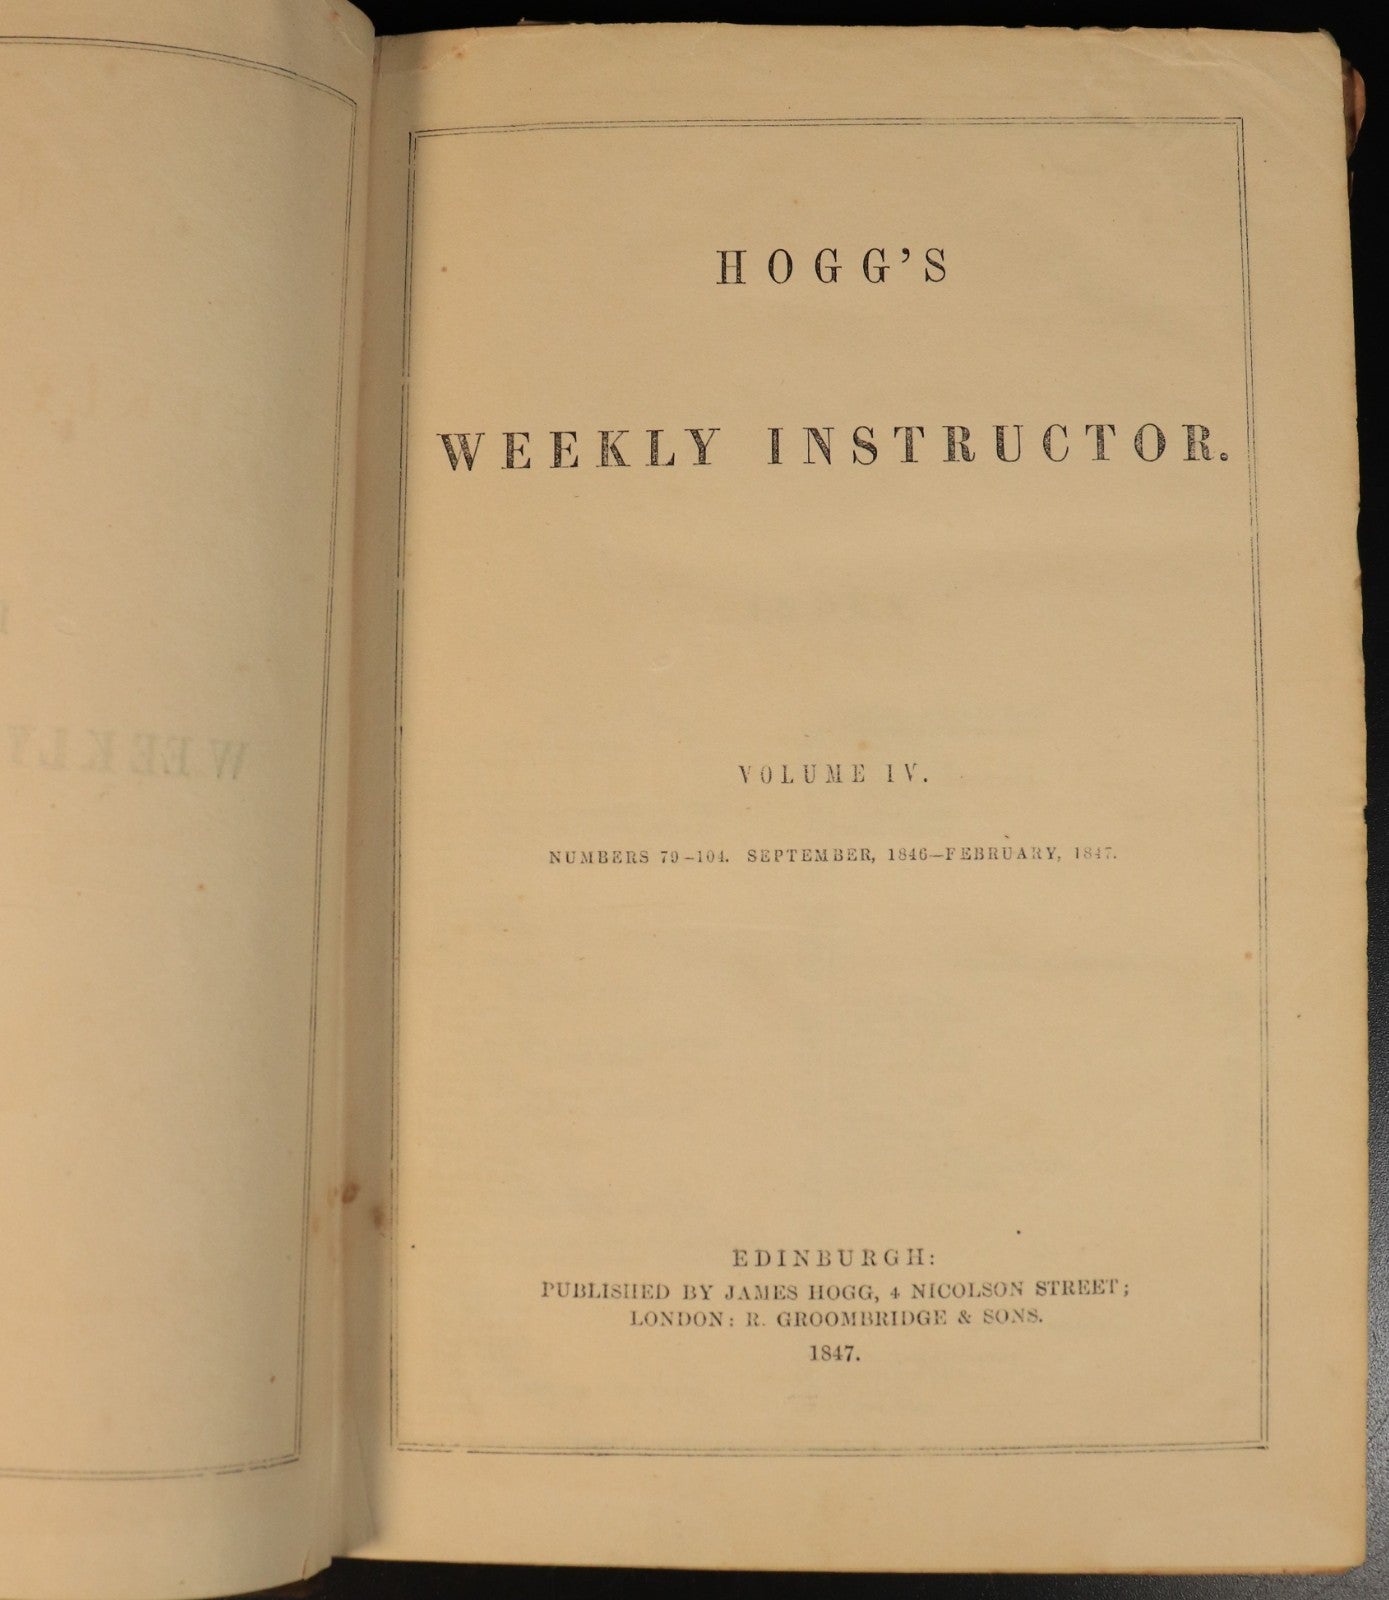 HOGG'S
WEEKLY INSTRUCTOR.
VOLUME IV.
NUMBERS 79–104. SEPTEMBER, 1846–FEBRUARY, 1847.
EDINBURGH:
PUBLISHED BY JAMES HOGG, 4 NICOLSON STREET;
LONDON: R. GROOMBRIDGE & SONS.
1847.